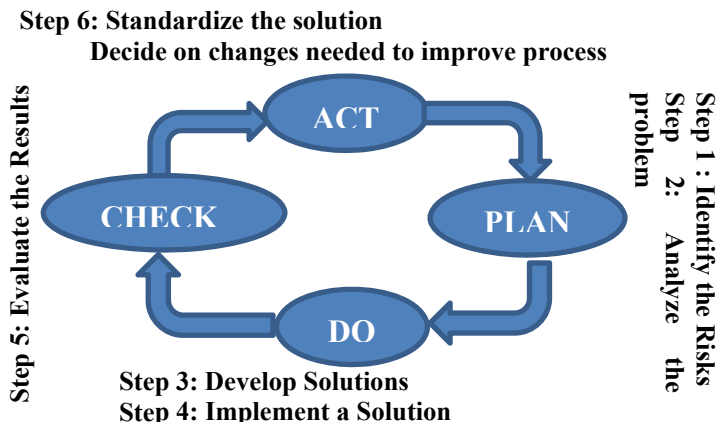 Step 6: Standardize the solution
Decide on changes needed to improve process
ACT
Step 1 : Identify the Risks
Step 2: Analyze the
problem
PLAN
CHECK
Step 5: Evaluate the Results
DO
Step 3: Develop Solutions
Step 4: Implement a Solution